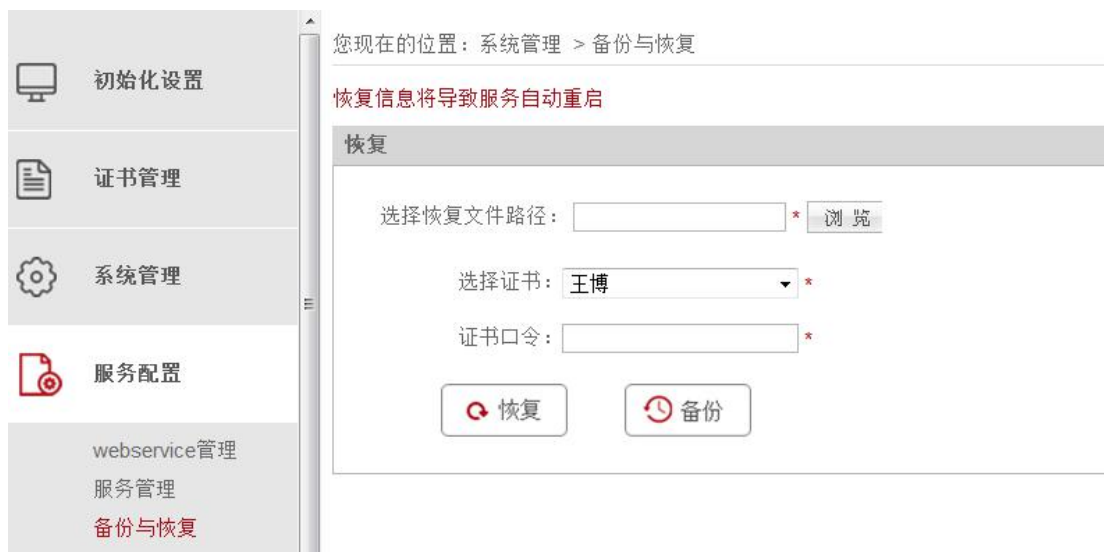 初始化设置
证书管理
系统管理
服务配置
webservice管理
服务管理
备份与恢复
您现在的位置：系统管理 > 备份与恢复
恢复信息将导致服务自动重启
恢复
选择恢复文件路径： * 浏 览
选择证书： 王博 *
证书口令： *
恢复 备份